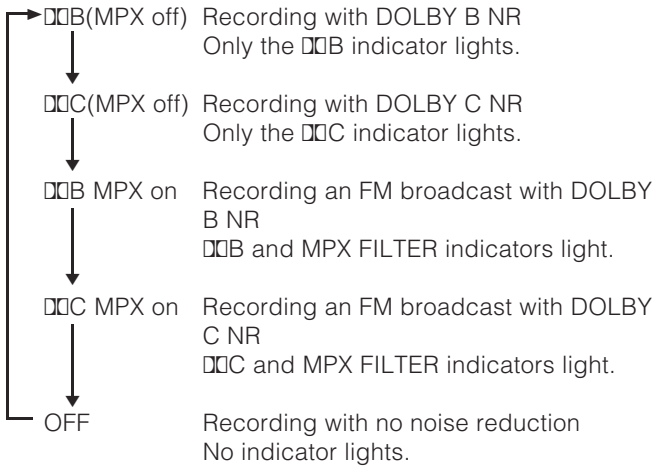 𝗗𝗗B(MPX off) Recording with DOLBY B NR
Only the 𝗗𝗗B indicator lights.
𝗗𝗗C(MPX off) Recording with DOLBY C NR
Only the 𝗗𝗗C indicator lights.
𝗗𝗗B MPX on Recording an FM broadcast with DOLBY
B NR
𝗗𝗗B and MPX FILTER indicators light.
𝗗𝗗C MPX on Recording an FM broadcast with DOLBY
C NR
𝗗𝗗C and MPX FILTER indicators light.
OFF Recording with no noise reduction
No indicator lights.